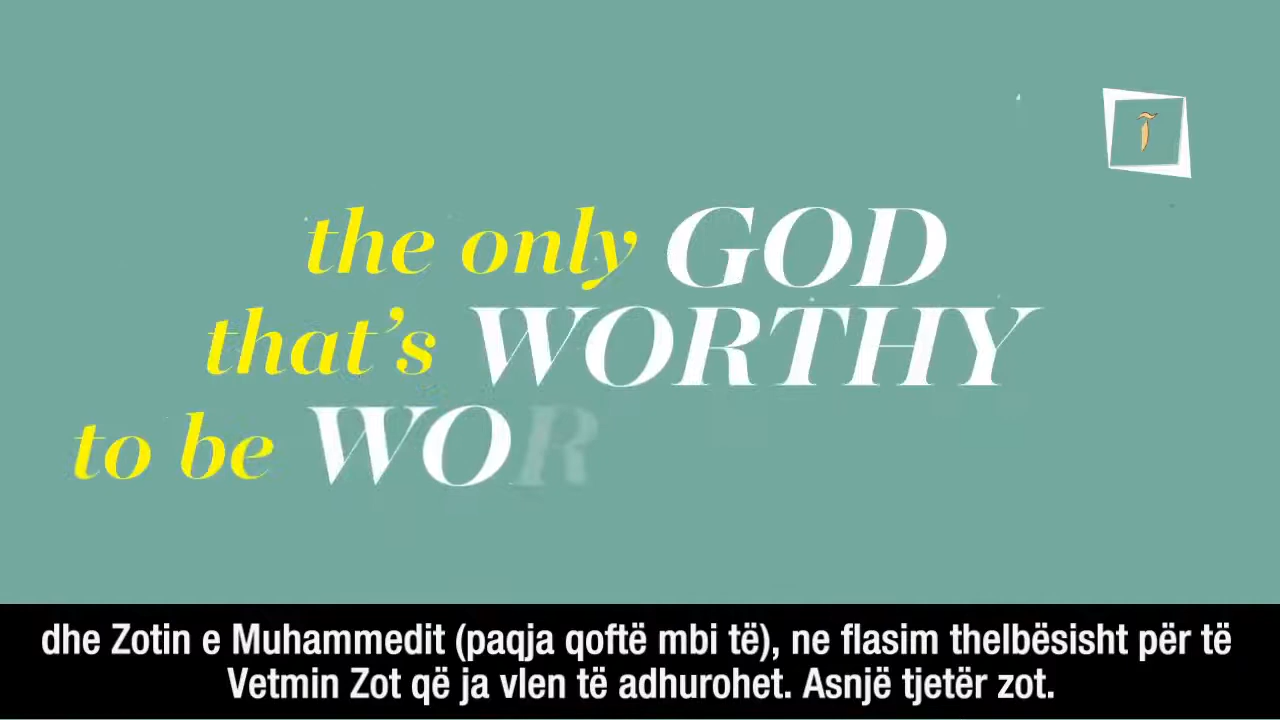 the only GOD
that's WORTHY
to be WOR
dhe Zotin e Muhammedit (paqja qoftë mbi të), ne flasim thelbësisht për të
Vetmin Zot që ja vlen të adhurohet. Asnjë tjetër zot.